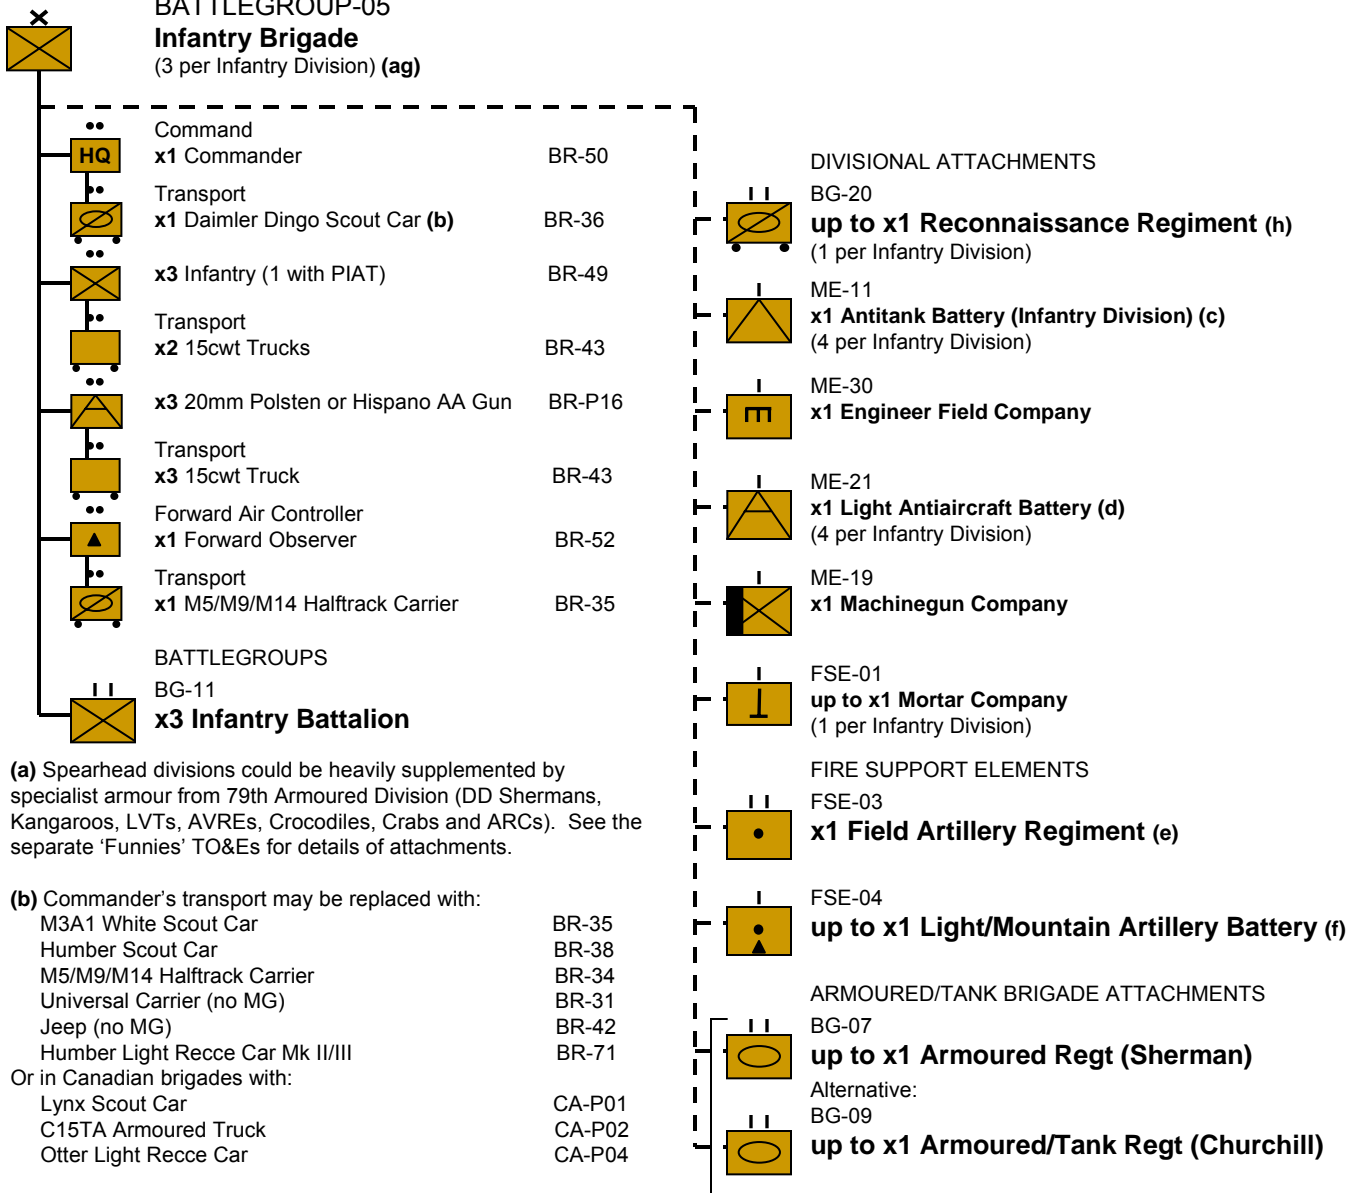 BATTLEGROUP-05
Infantry Brigade
(3 per Infantry Division) (ag)
Command
HQ x1 Commander BR-50
Transport
x1 Daimler Dingo Scout Car (b) BR-36
x3 Infantry (1 with PIAT) BR-49
Transport
x2 15cwt Trucks BR-43
x3 20mm Polsten or Hispano AA Gun BR-P16
Transport
x3 15cwt Truck BR-43
Forward Air Controller
x1 Forward Observer BR-52
Transport
x1 M5/M9/M14 Halftrack Carrier BR-35
BATTLEGROUPS
BG-11
x3 Infantry Battalion
(a) Spearhead divisions could be heavily supplemented by
specialist armour from 79th Armoured Division (DD Shermans,
Kangaroos, LVTs, AVREs, Crocodiles, Crabs and ARCs). See the
separate ‘Funnies’ TO&Es for details of attachments.
(b) Commander’s transport may be replaced with:
M3A1 White Scout Car BR-35
Humber Scout Car BR-38
M5/M9/M14 Halftrack Carrier BR-34
Universal Carrier (no MG) BR-31
Jeep (no MG) BR-42
Humber Light Recce Car Mk II/III BR-71
Or in Canadian brigades with:
Lynx Scout Car CA-P01
C15TA Armoured Truck CA-P02
Otter Light Recce Car CA-P04
DIVISIONAL ATTACHMENTS
BG-20
up to x1 Reconnaissance Regiment (h)
(1 per Infantry Division)
ME-11
x1 Antitank Battery (Infantry Division) (c)
(4 per Infantry Division)
ME-30
x1 Engineer Field Company
ME-21
x1 Light Antiaircraft Battery (d)
(4 per Infantry Division)
ME-19
x1 Machinegun Company
FSE-01
up to x1 Mortar Company
(1 per Infantry Division)
FIRE SUPPORT ELEMENTS
FSE-03
x1 Field Artillery Regiment (e)
FSE-04
up to x1 Light/Mountain Artillery Battery (f)
ARMOURED/TANK BRIGADE ATTACHMENTS
BG-07
up to x1 Armoured Regt (Sherman)
Alternative:
BG-09
up to x1 Armoured/Tank Regt (Churchill)